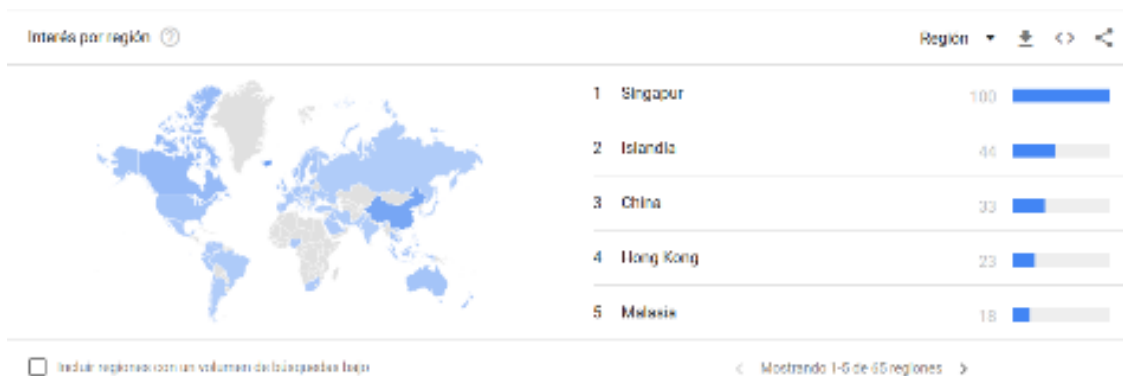 Interés por región
Región
1 Singapur 100
2 Islandia 44
3 China 33
4 Hong Kong 23
5 Malasia 18
Incluir regiones con un volumen de búsquedas bajo
Mostrando 1-5 de 65 regiones